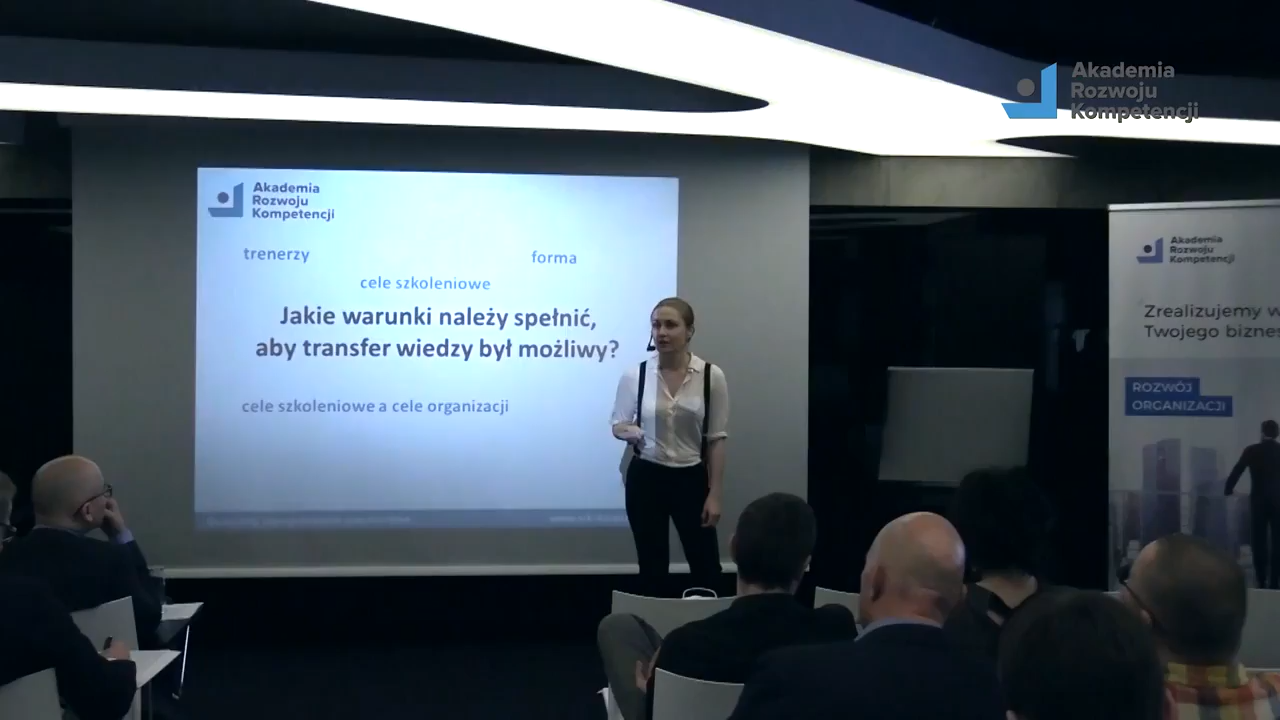 Akademia
Rozwoju
Kompetencji
Akademia
Rozwoju
Kompetencji
trenerzy
forma
cele szkoleniowe
Jakie warunki należy spełnić,
aby transfer wiedzy był możliwy?
cele szkoleniowe a cele organizacji
Akademia
Rozwoju
Kompetencji
Zrealizujemy w
Twojego biznes
ROZWÓJ
ORGANIZACJI